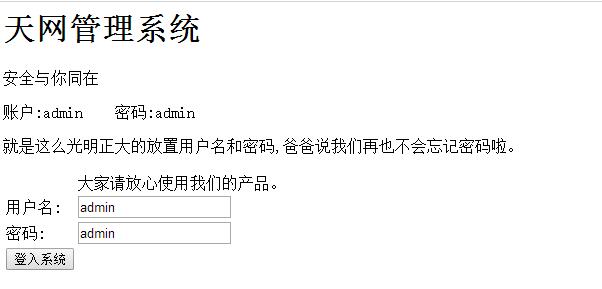 天网管理系统
安全与你同在
账户:admin 密码:admin
就是这么光明正大的放置用户名和密码,爸爸说我们再也不会忘记密码啦。
大家请放心使用我们的产品。
用户名: admin
密码: admin
登入系统